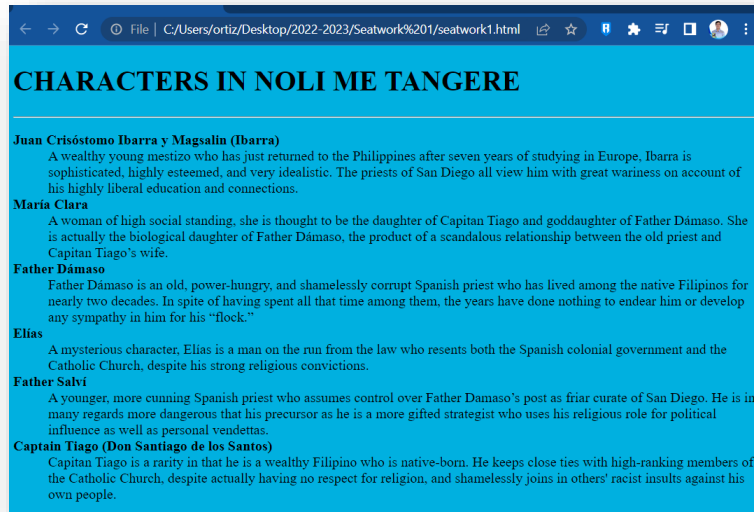 File | C:/Users/ortiz/Desktop/2022-2023/Seatwork%201/seatwork1.html
CHARACTERS IN NOLI ME TANGERE
Juan Crisóstomo Ibarra y Magsalin (Ibarra)
A wealthy young mestizo who has just returned to the Philippines after seven years of studying in Europe, Ibarra is
sophisticated, highly esteemed, and very idealistic. The priests of San Diego all view him with great wariness on account of
his highly liberal education and connections.
María Clara
A woman of high social standing, she is thought to be the daughter of Capitan Tiago and goddaughter of Father Dámaso. She
is actually the biological daughter of Father Dámaso, the product of a scandalous relationship between the old priest and
Capitan Tiago’s wife.
Father Dámaso
Father Dámaso is an old, power-hungry, and shamelessly corrupt Spanish priest who has lived among the native Filipinos for
nearly two decades. In spite of having spent all that time among them, the years have done nothing to endear him or develop
any sympathy in him for his “flock.”
Elías
A mysterious character, Elías is a man on the run from the law who resents both the Spanish colonial government and the
Catholic Church, despite his strong religious convictions.
Father Salví
A younger, more cunning Spanish priest who assumes control over Father Damaso’s post as friar curate of San Diego. He is in
many regards more dangerous that his precursor as he is a more gifted strategist who uses his religious role for political
influence as well as personal vendettas.
Captain Tiago (Don Santiago de los Santos)
Capitan Tiago is a rarity in that he is a wealthy Filipino who is native-born. He keeps close ties with high-ranking members of
the Catholic Church, despite actually having no respect for religion, and shamelessly joins in others' racist insults against his
own people.